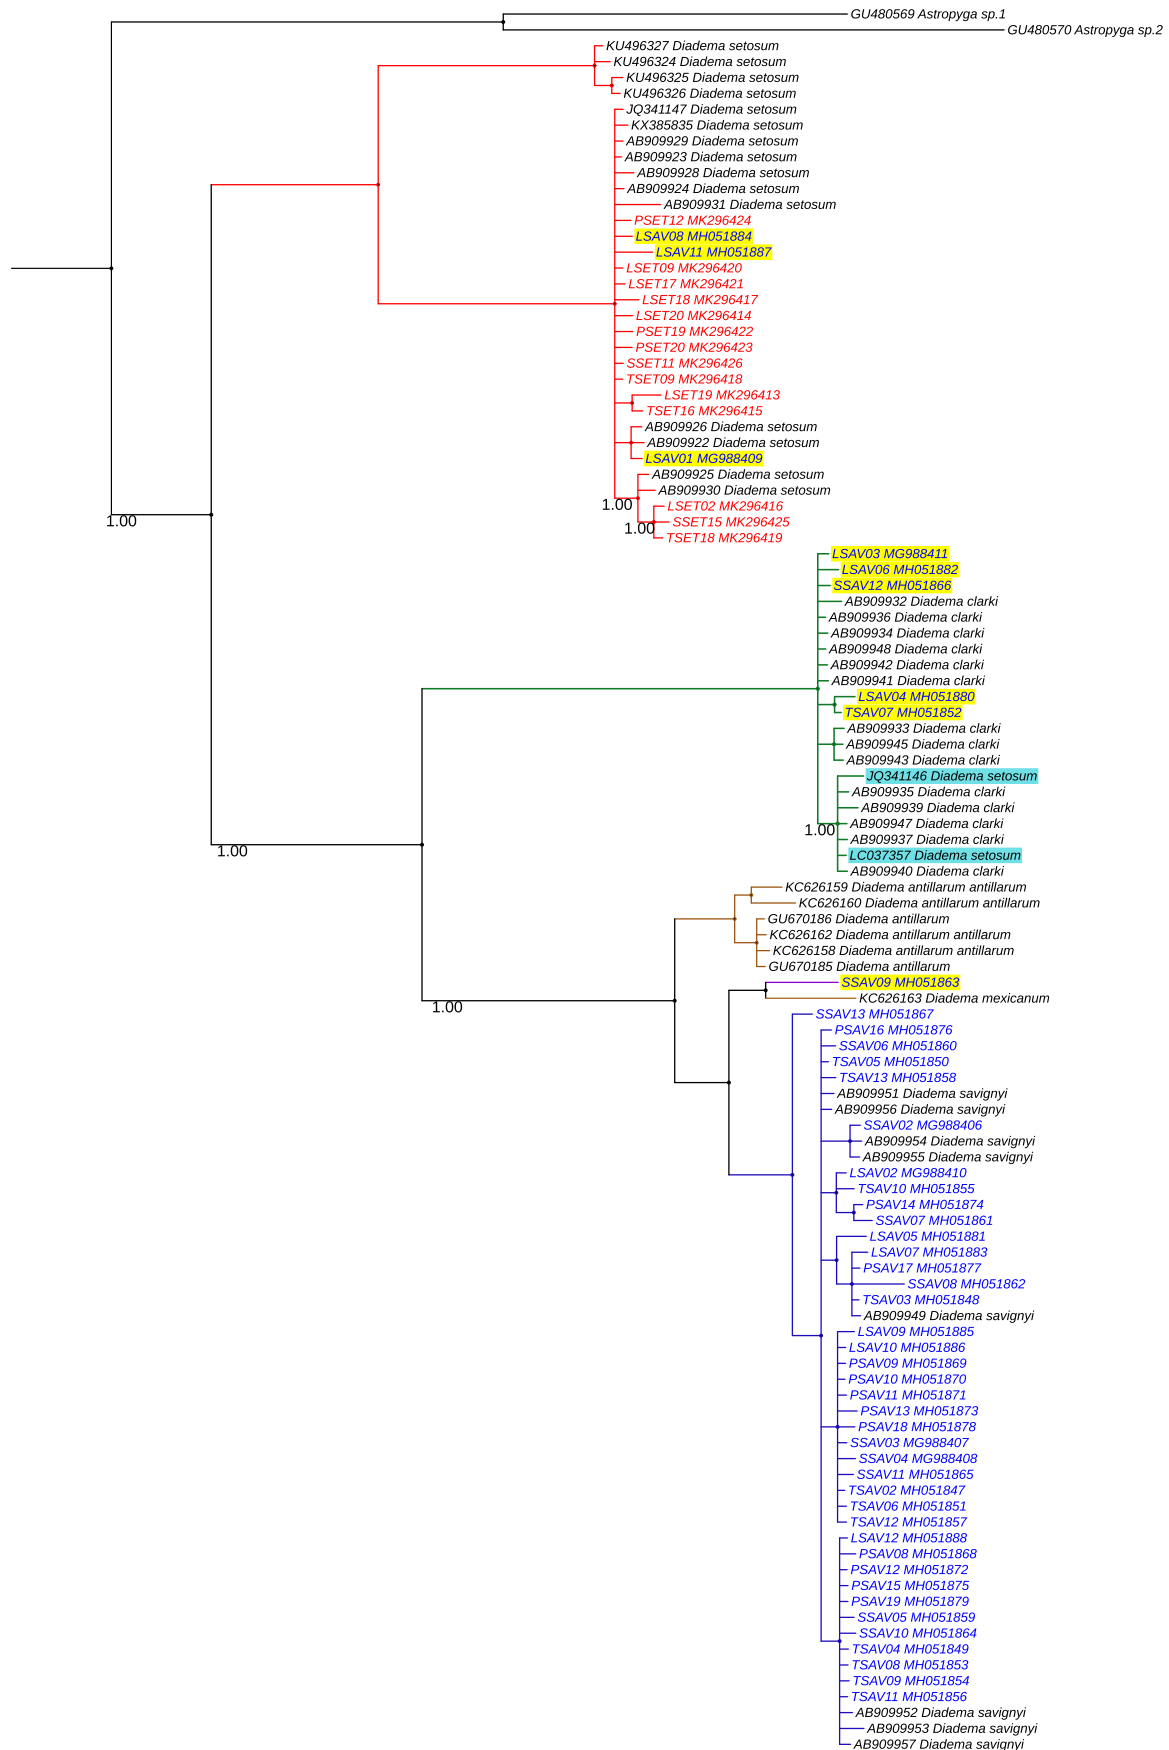 GU480569 Astropyga sp.1
GU480570 Astropyga sp.2
KU496327 Diadema setosum
KU496324 Diadema setosum
KU496325 Diadema setosum
KU496326 Diadema setosum
JQ341147 Diadema setosum
KX385835 Diadema setosum
AB909929 Diadema setosum
AB909923 Diadema setosum
AB909928 Diadema setosum
AB909924 Diadema setosum
AB909931 Diadema setosum
PSET12 MK296424
LSAV08 MH051884
LSAV11 MH051887
LSET09 MK296420
LSET17 MK296421
LSET18 MK296417
LSET20 MK296414
PSET19 MK296422
PSET20 MK296423
SSET11 MK296426
TSET09 MK296418
LSET19 MK296413
TSET16 MK296415
AB909926 Diadema setosum
AB909922 Diadema setosum
LSAV01 MG988409
AB909925 Diadema setosum
AB909930 Diadema setosum
1.00
LSET02 MK296416
1.00
SSET15 MK296425
1.00
TSET18 MK296419
LSAV03 MG988411
LSAV06 MH051882
SSAV12 MH051866
AB909932 Diadema clarki
AB909936 Diadema clarki
AB909934 Diadema clarki
AB909948 Diadema clarki
AB909942 Diadema clarki
AB909941 Diadema clarki
LSAV04 MH051880
TSAV07 MH051852
AB909933 Diadema clarki
AB909945 Diadema clarki
AB909943 Diadema clarki
JQ341146 Diadema setosum
AB909935 Diadema clarki
AB909939 Diadema clarki
AB909947 Diadema clarki
1.00
AB909937 Diadema clarki
1.00
LC037357 Diadema setosum
AB909940 Diadema clarki
KC626159 Diadema antillarum antillarum
KC626160 Diadema antillarum antillarum
GU670186 Diadema antillarum
KC626162 Diadema antillarum antillarum
KC626158 Diadema antillarum antillarum
GU670185 Diadema antillarum
SSAV09 MH051863
KC626163 Diadema mexicanum
1.00
SSAV13 MH051867
PSAV16 MH051876
SSAV06 MH051860
TSAV05 MH051850
TSAV13 MH051858
AB909951 Diadema savignyi
AB909956 Diadema savignyi
SSAV02 MG988406
AB909954 Diadema savignyi
AB909955 Diadema savignyi
LSAV02 MG988410
TSAV10 MH051855
PSAV14 MH051874
SSAV07 MH051861
LSAV05 MH051881
LSAV07 MH051883
PSAV17 MH051877
SSAV08 MH051862
TSAV03 MH051848
AB909949 Diadema savignyi
LSAV09 MH051885
LSAV10 MH051886
PSAV09 MH051869
PSAV10 MH051870
PSAV11 MH051871
PSAV13 MH051873
PSAV18 MH051878
SSAV03 MG988407
SSAV04 MG988408
SSAV11 MH051865
TSAV02 MH051847
TSAV06 MH051851
TSAV12 MH051857
LSAV12 MH051888
PSAV08 MH051868
PSAV12 MH051872
PSAV15 MH051875
PSAV19 MH051879
SSAV05 MH051859
SSAV10 MH051864
TSAV04 MH051849
TSAV08 MH051853
TSAV09 MH051854
TSAV11 MH051856
AB909952 Diadema savignyi
AB909953 Diadema savignyi
AB909957 Diadema savignyi